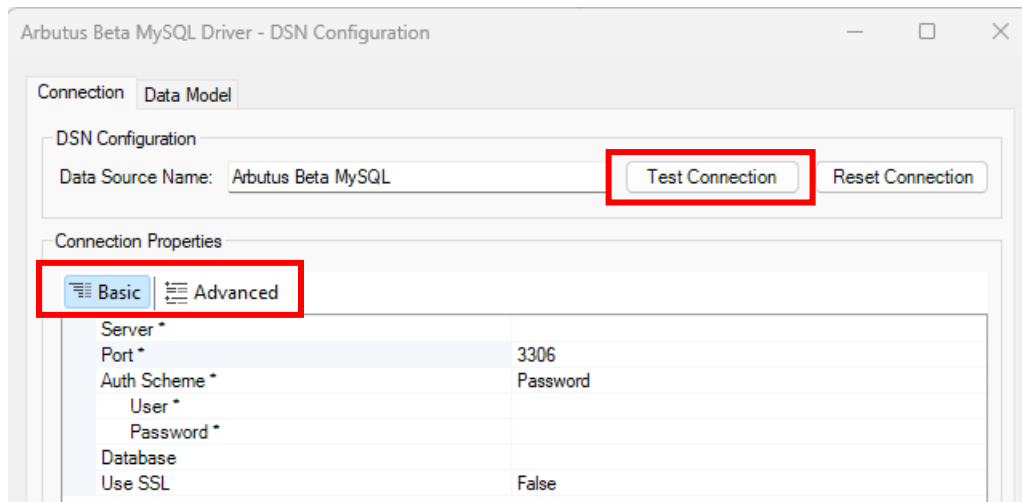 Arbutus Beta MySQL Driver - DSN Configuration
Connection Data Model
DSN Configuration
Data Source Name: Arbutus Beta MySQL Test Connection Reset Connection
Connection Properties
Basic Advanced
Server *
Port * 3306
Auth Scheme * Password
User *
Password *
Database
Use SSL False